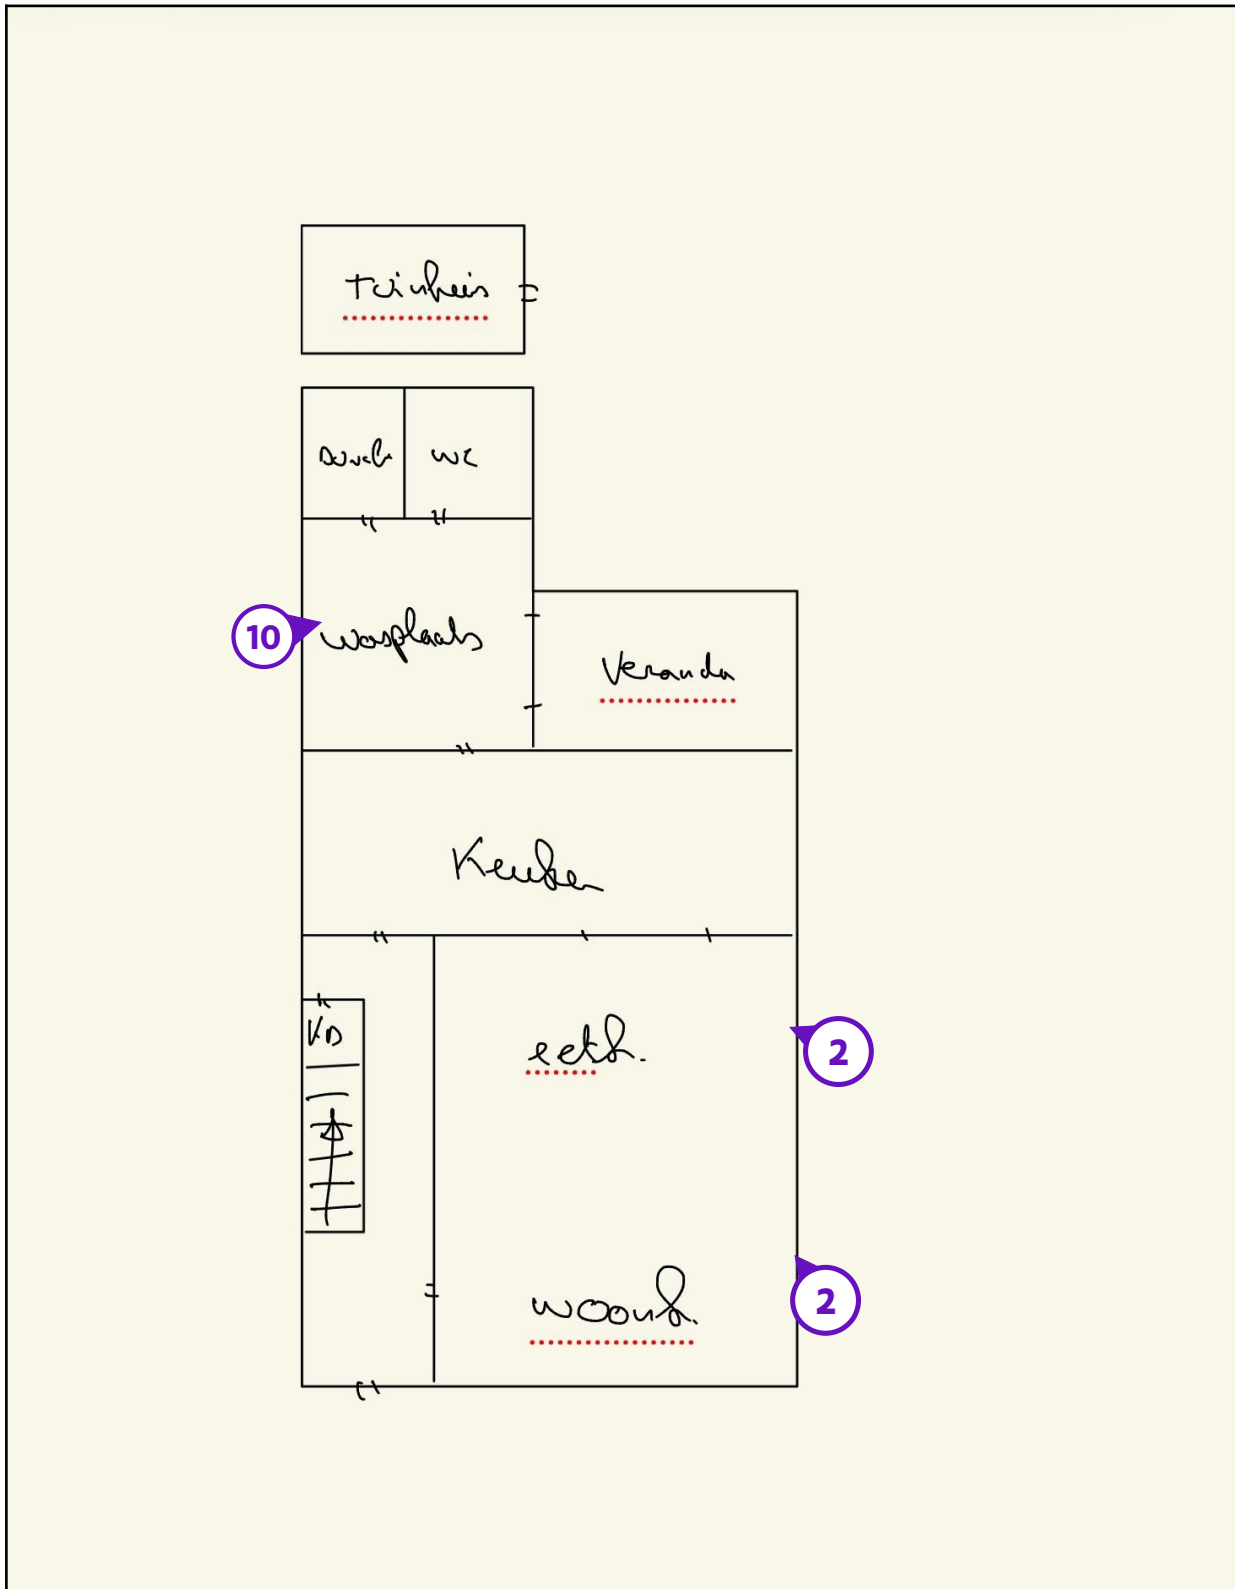 tuinhuis
Douche
WC
10
wasplaats
Veranda
Keuken
KD
eetk.
2
woonk.
2